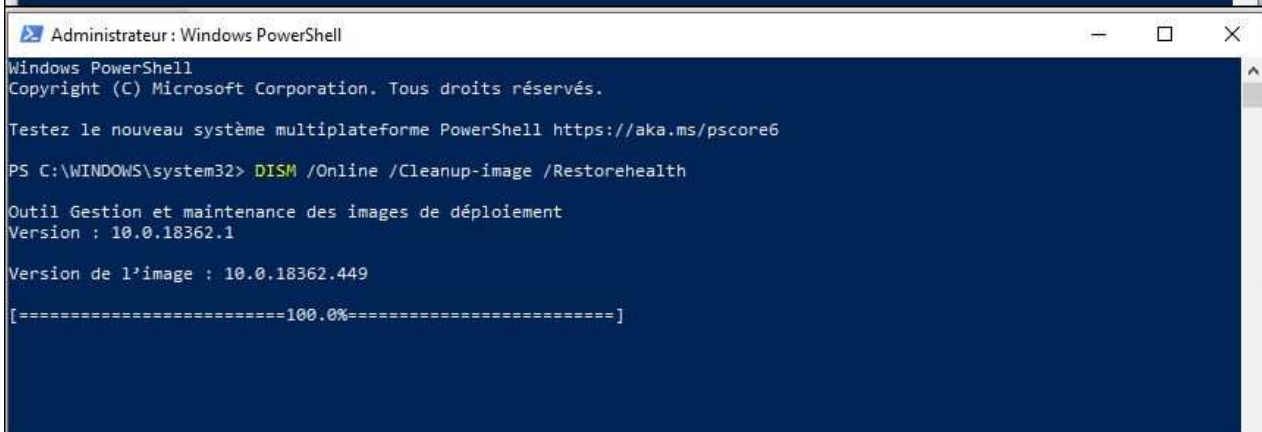 Administrateur : Windows PowerShell
Windows PowerShell
Copyright (C) Microsoft Corporation. Tous droits réservés.
Testez le nouveau système multiplateforme PowerShell https://aka.ms/pscore6
PS C:\WINDOWS\system32> DISM /Online /Cleanup-image /Restorehealth
Outil Gestion et maintenance des images de déploiement
Version : 10.0.18362.1
Version de l’image : 10.0.18362.449
[==========================100.0%==========================]